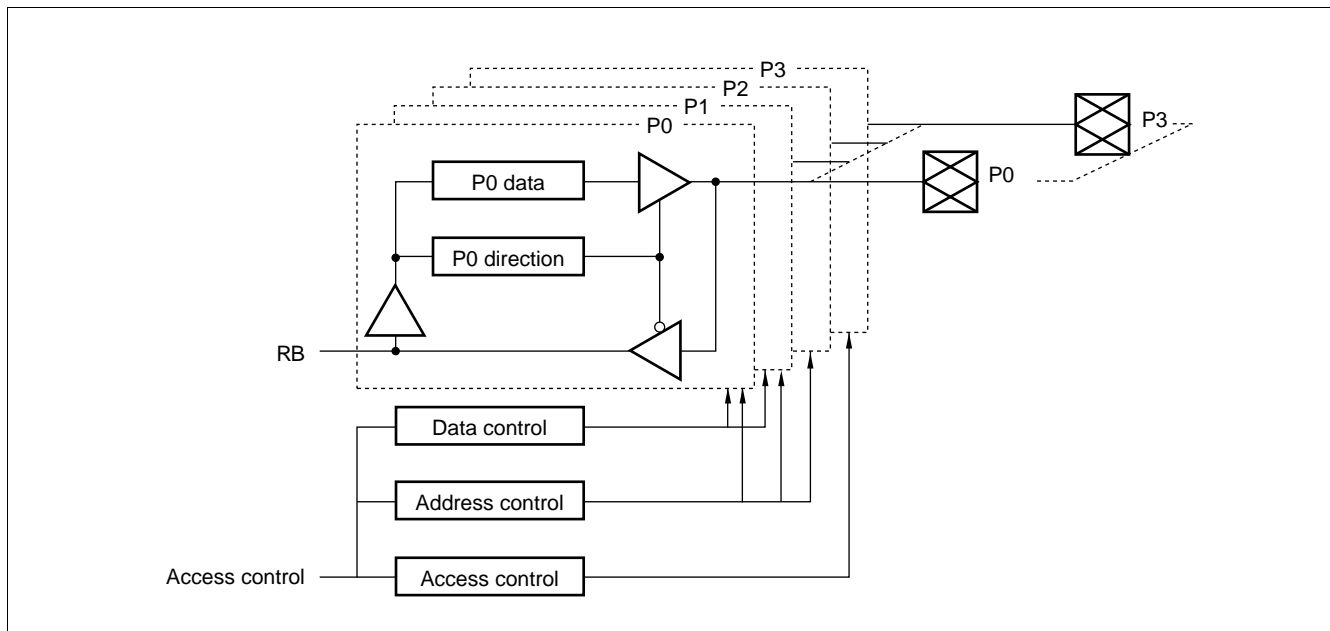 P3
P2
P1
P0
P3
P0 data
P0
P0 direction
RB
Data control
Address control
Access control
Access control